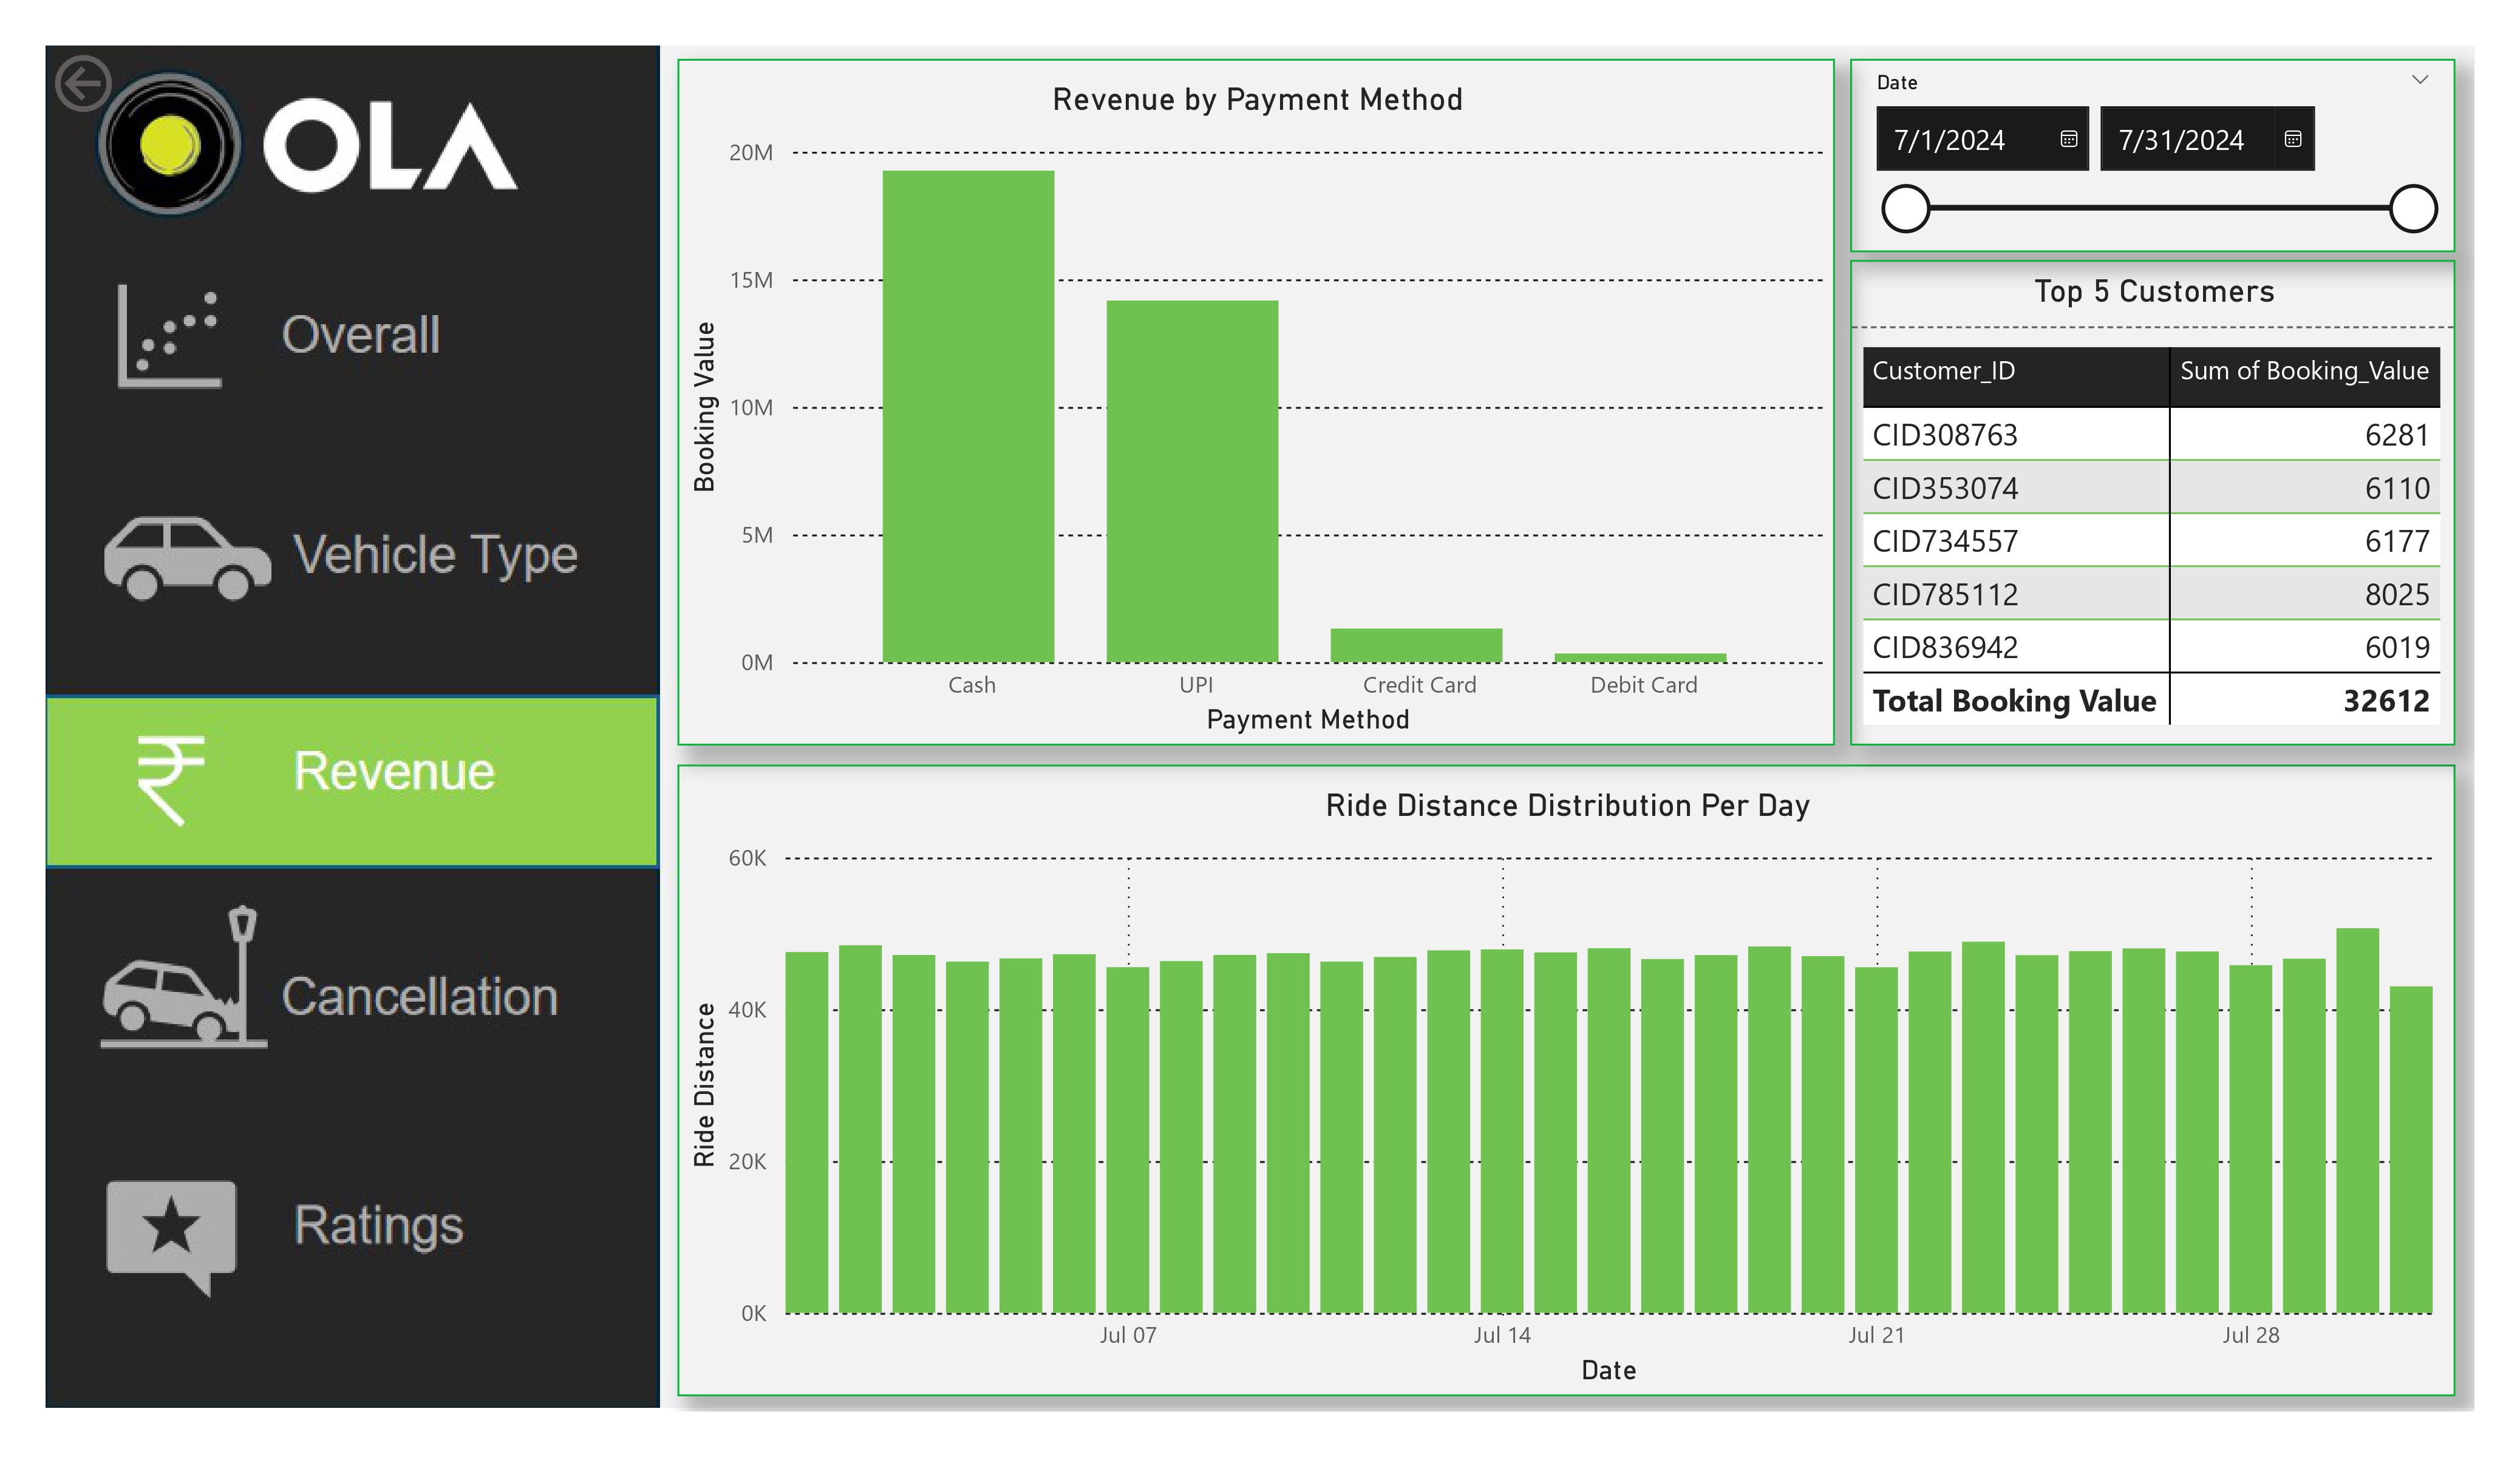 OLA
Overall
Vehicle Type
₹ Revenue
Cancellation
Ratings
Revenue by Payment Method
Booking Value
20M
15M
10M
5M
0M
Cash UPI Credit Card Debit Card
Payment Method
Date
7/1/2024 7/31/2024
Top 5 Customers
Customer_ID Sum of Booking_Value
CID308763 6281
CID353074 6110
CID734557 6177
CID785112 8025
CID836942 6019
Total Booking Value 32612
Ride Distance Distribution Per Day
Ride Distance
60K
40K
20K
0K
Jul 07 Jul 14 Jul 21 Jul 28
Date